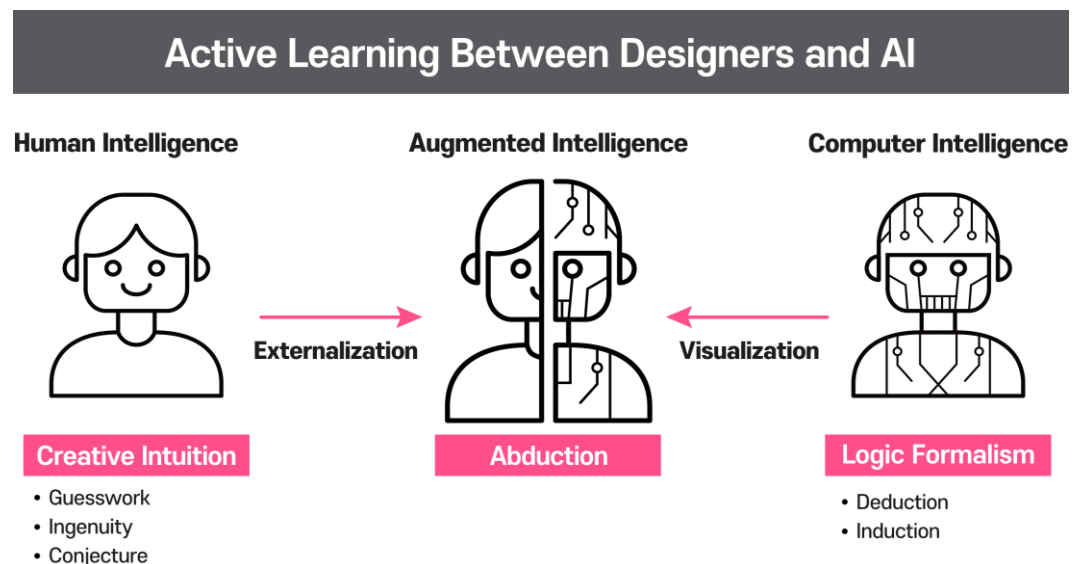 Active Learning Between Designers and AI
Human Intelligence
Augmented Intelligence
Computer Intelligence
Externalization
Visualization
Creative Intuition
Abduction
Logic Formalism
• Guesswork
• Ingenuity
• Conjecture
• Deduction
• Induction